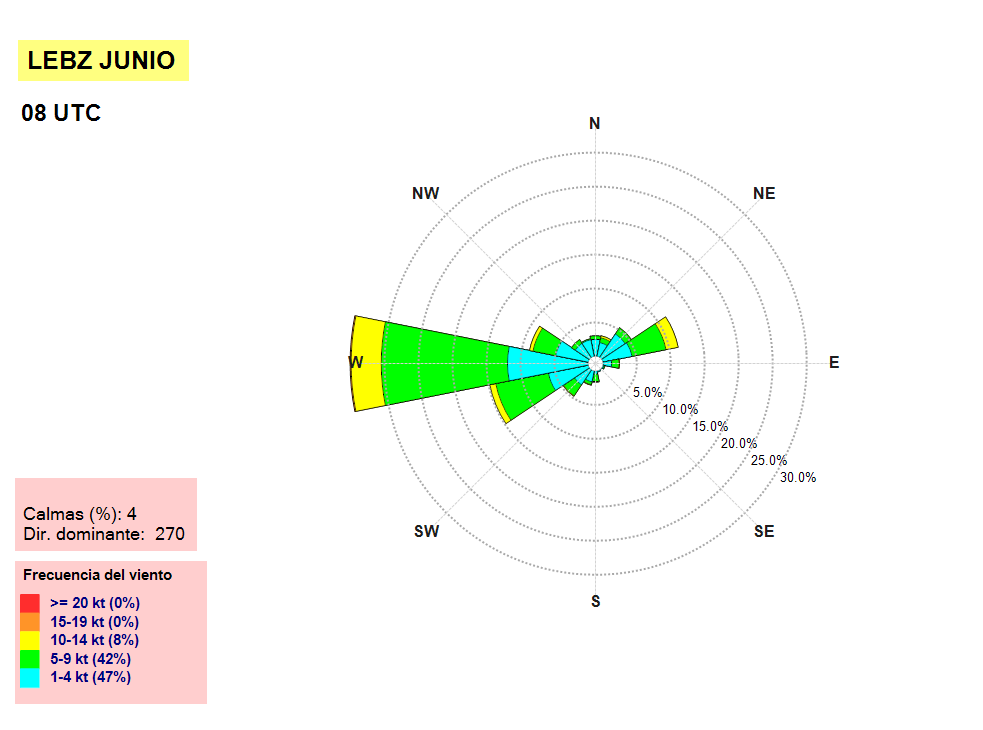 LEBZ JUNIO
08 UTC
N
NW
NE
W
E
5.0%
10.0%
15.0%
20.0%
25.0%
30.0%
SW
SE
S
Calmas (%): 4
Dir. dominante: 270
Frecuencia del viento
>= 20 kt (0%)
15-19 kt (0%)
10-14 kt (8%)
5-9 kt (42%)
1-4 kt (47%)